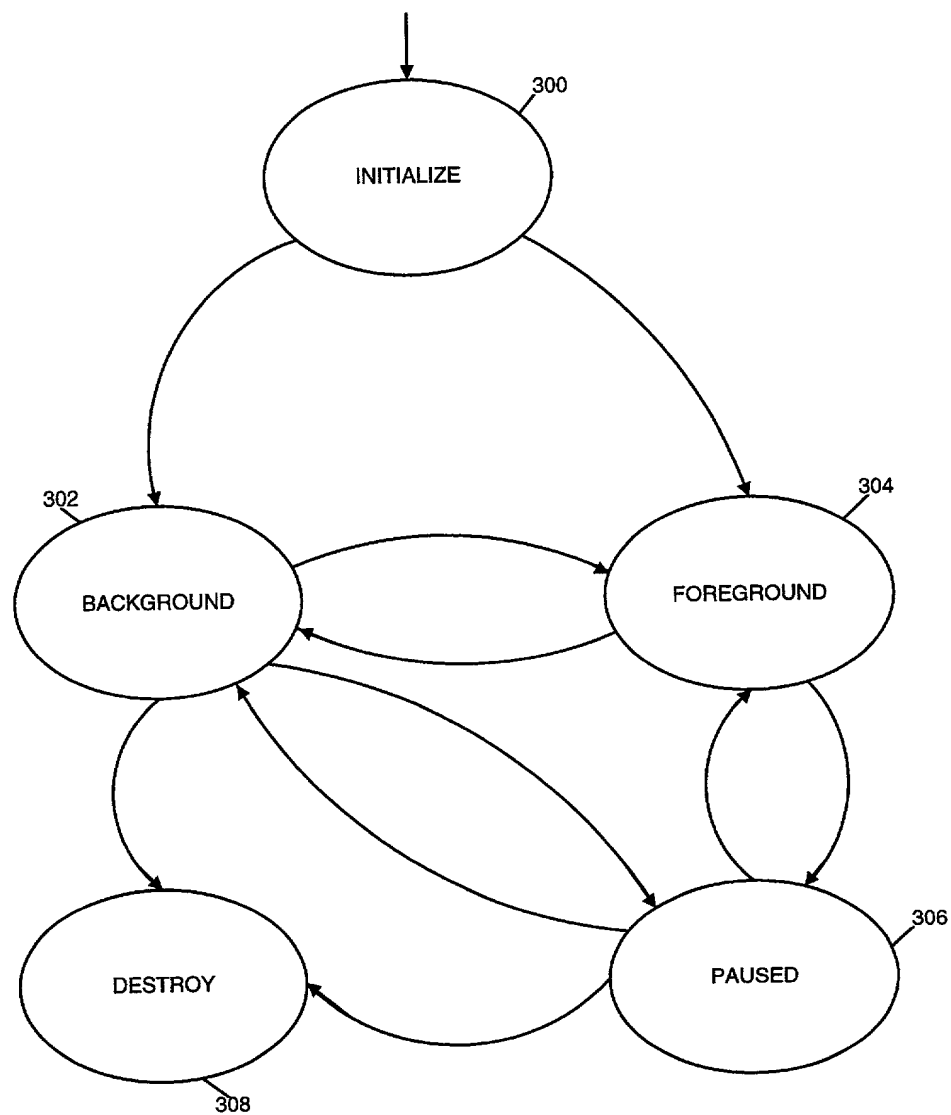 300
INITIALIZE
302
304
BACKGROUND
FOREGROUND
306
DESTROY
PAUSED
308